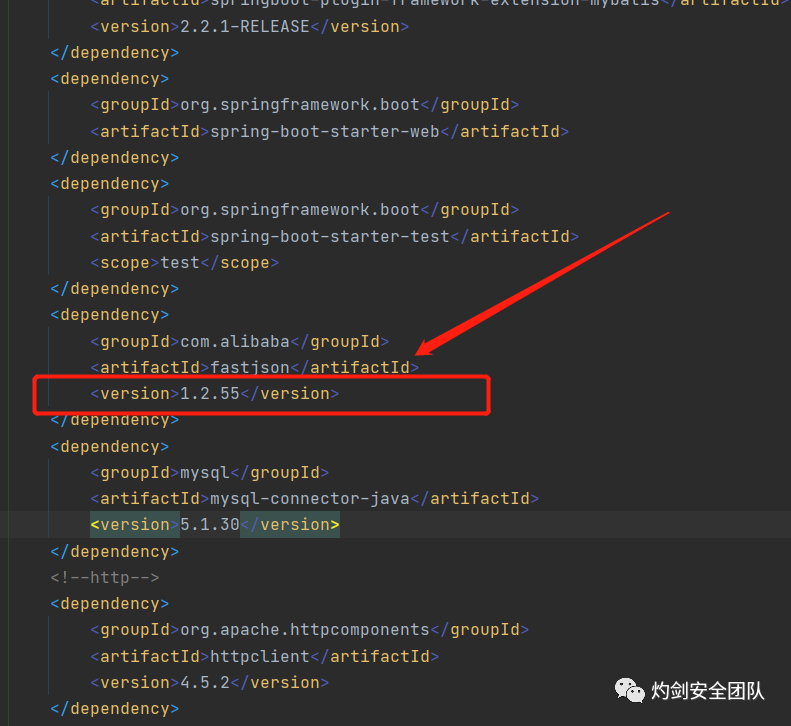 <artifactId>springboot-plugin-framework-extension-mybatis</artifactId>
<version>2.2.1-RELEASE</version>
</dependency>
<dependency>
<groupId>org.springframework.boot</groupId>
<artifactId>spring-boot-starter-web</artifactId>
</dependency>
<dependency>
<groupId>org.springframework.boot</groupId>
<artifactId>spring-boot-starter-test</artifactId>
<scope>test</scope>
</dependency>
<dependency>
<groupId>com.alibaba</groupId>
<artifactId>fastjson</artifactId>
<version>1.2.55</version>
</dependency>
<dependency>
<groupId>mysql</groupId>
<artifactId>mysql-connector-java</artifactId>
<version>5.1.30</version>
</dependency>
<!--http-->
<dependency>
<groupId>org.apache.httpcomponents</groupId>
<artifactId>httpclient</artifactId>
<version>4.5.2</version>
</dependency>
灼剑安全团队